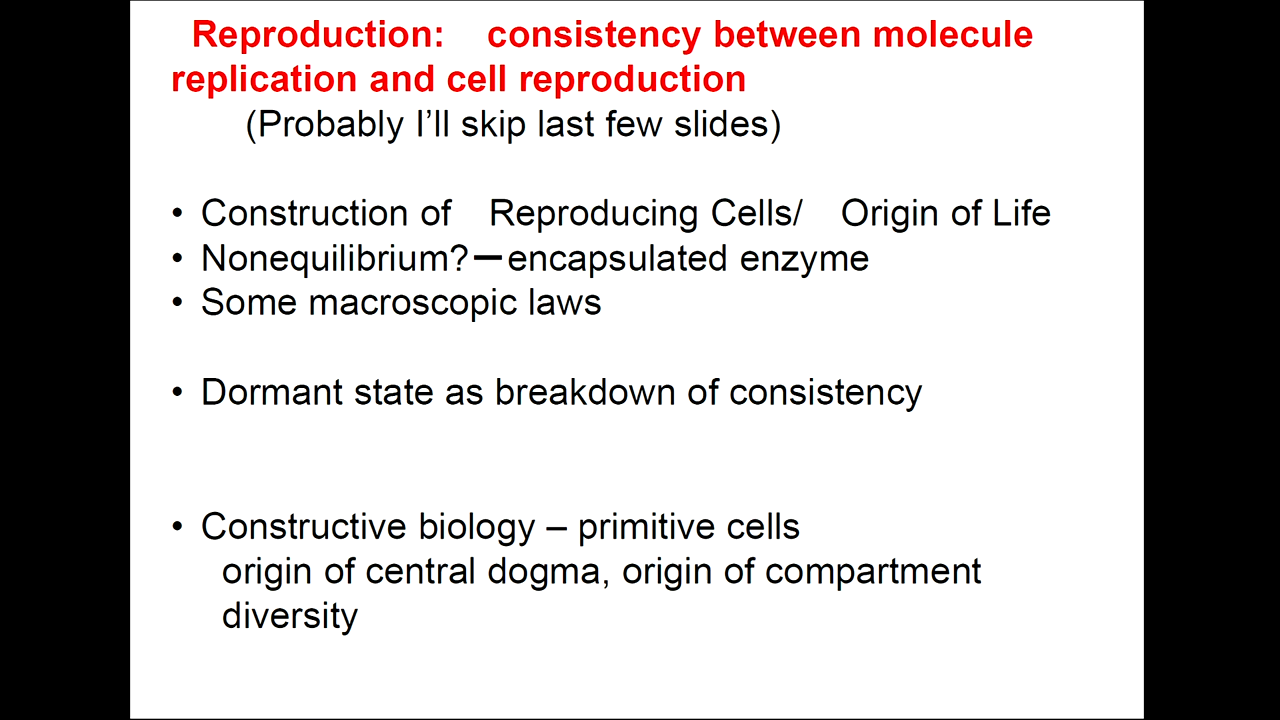 Reproduction: consistency between molecule
replication and cell reproduction
(Probably I’ll skip last few slides)
• Construction of Reproducing Cells/ Origin of Life
• Nonequilibrium?—encapsulated enzyme
• Some macroscopic laws
• Dormant state as breakdown of consistency
• Constructive biology – primitive cells
origin of central dogma, origin of compartment
diversity